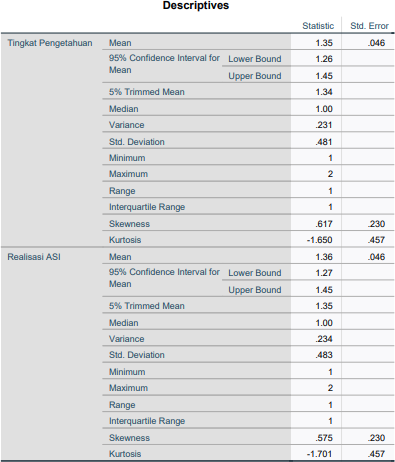 Descriptives
Statistic Std. Error
Tingkat Pengetahuan Mean 1.35 .046
95% Confidence Interval for Mean Lower Bound 1.26
Upper Bound 1.45
5% Trimmed Mean 1.34
Median 1.00
Variance .231
Std. Deviation .481
Minimum 1
Maximum 2
Range 1
Interquartile Range 1
Skewness .617 .230
Kurtosis -1.650 .457
Realisasi ASI Mean 1.36 .046
95% Confidence Interval for Mean Lower Bound 1.27
Upper Bound 1.45
5% Trimmed Mean 1.35
Median 1.00
Variance .234
Std. Deviation .483
Minimum 1
Maximum 2
Range 1
Interquartile Range 1
Skewness .575 .230
Kurtosis -1.701 .457